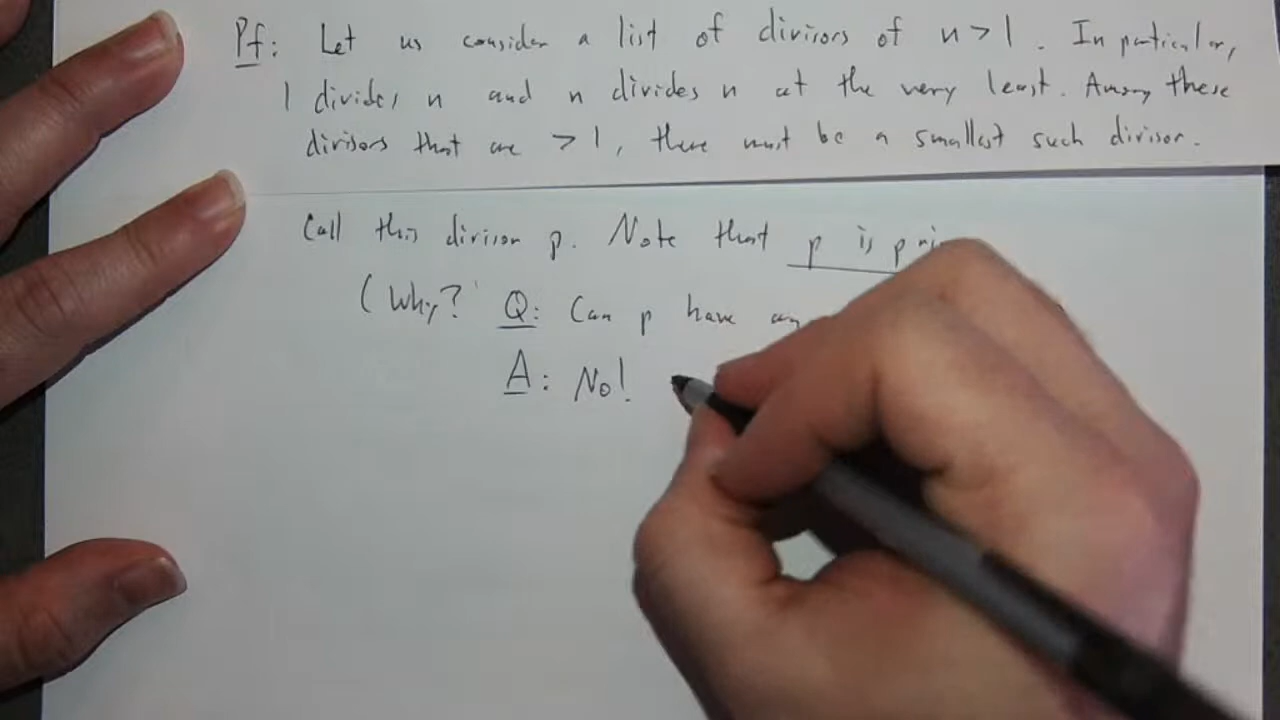 Pf: Let us consider a list of divisors of n > 1. In particular,
1 divides n and n divides n at the very least. Among these
divisors that are > 1, there must be a smallest such divisor.
Call this divisor p. Note that p is
(Why? Q: Can p have
A: No!